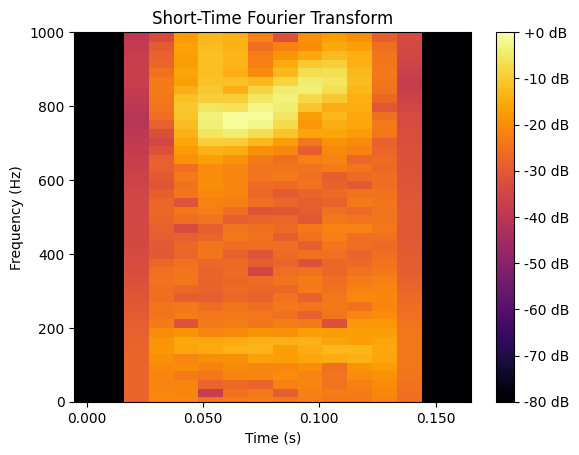 Short-Time Fourier Transform
Frequency (Hz)
1000
800
600
400
200
0
0.000
0.050
0.100
0.150
Time (s)
+0 dB
-10 dB
-20 dB
-30 dB
-40 dB
-50 dB
-60 dB
-70 dB
-80 dB